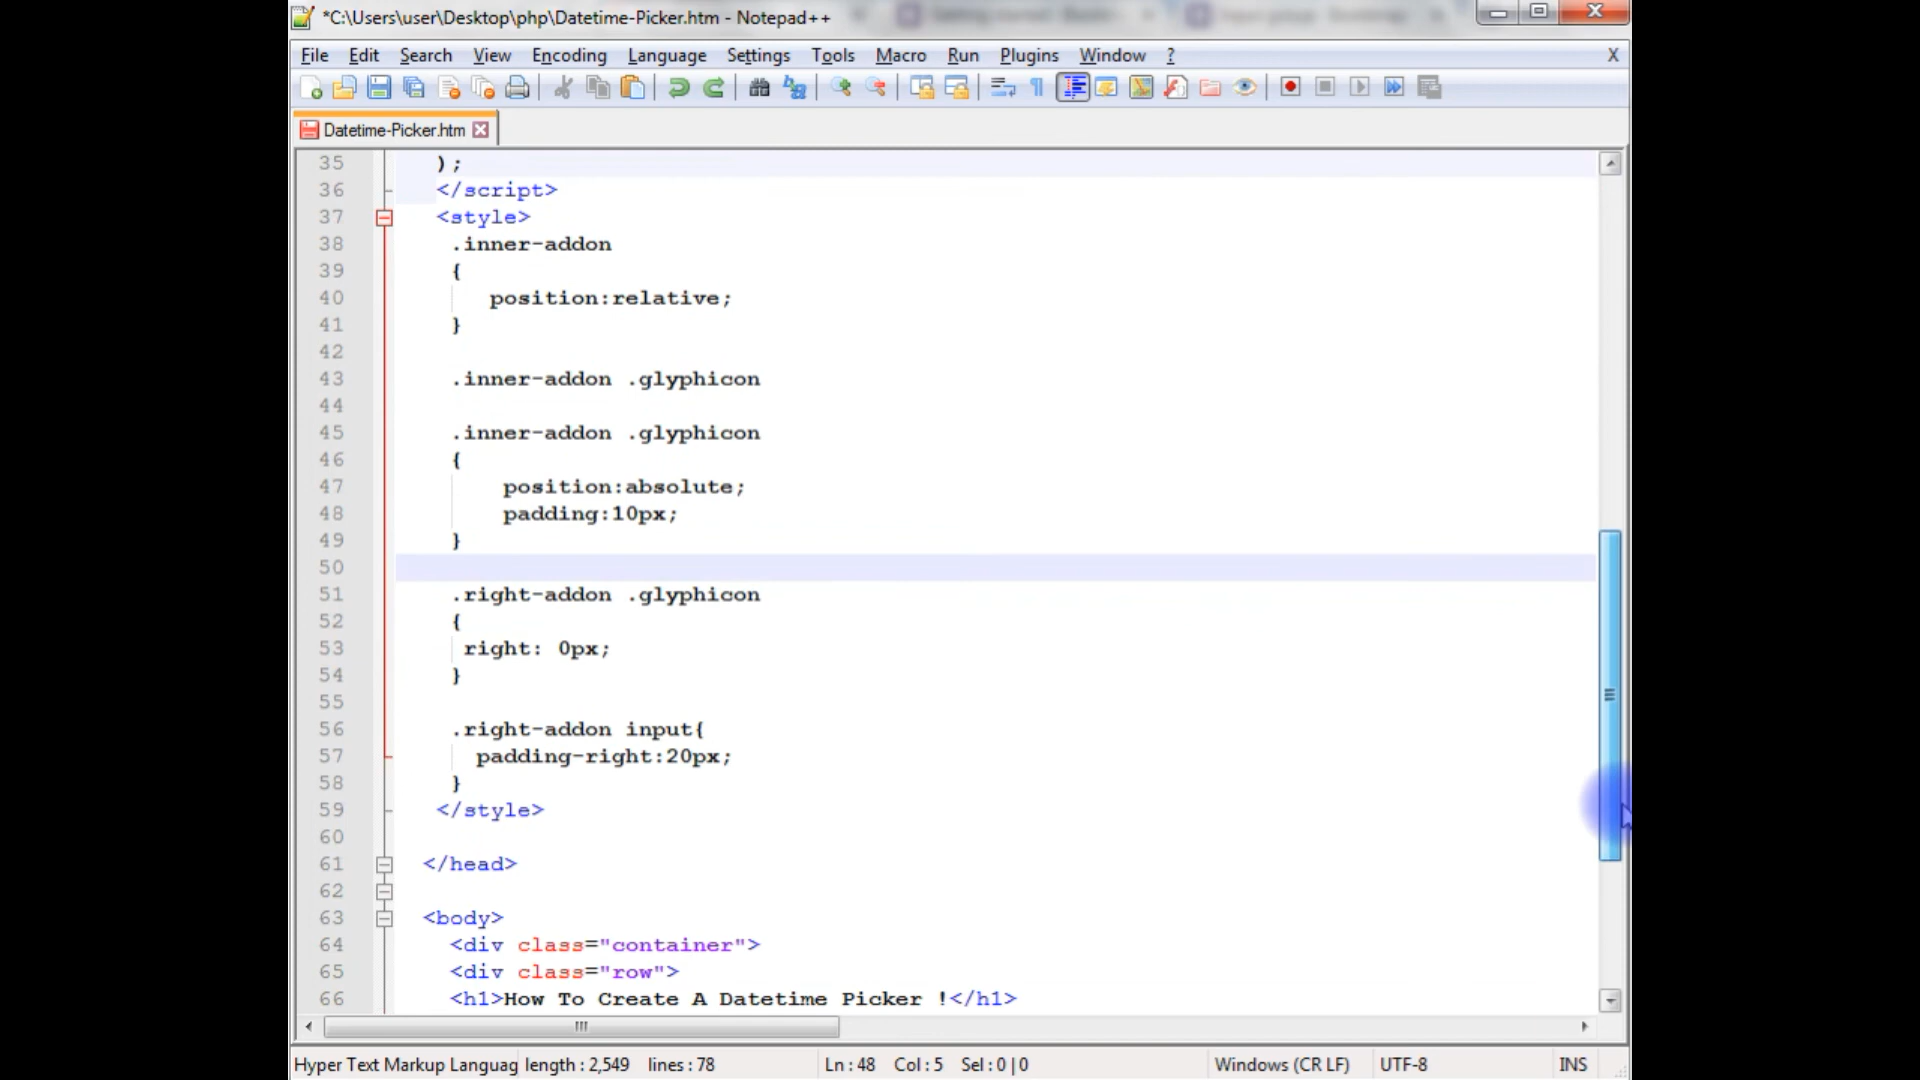 *C:\Users\user\Desktop\php\Datetime-Picker.htm - Notepad++
File Edit Search View Encoding Language Settings Tools Macro Run Plugins Window ? X
Datetime-Picker.htm
35 );
36 </script>
37 <style>
38 .inner-addon
39 {
40 position:relative;
41 }
42
43 .inner-addon .glyphicon
44
45 .inner-addon .glyphicon
46 {
47 position:absolute;
48 padding:10px;
49 }
50
51 .right-addon .glyphicon
52 {
53 right: 0px;
54 }
55
56 .right-addon input{
57 padding-right:20px;
58 }
59 </style>
60
61 </head>
62
63 <body>
64 <div class="container">
65 <div class="row">
66 <h1>How To Create A Datetime Picker !</h1>
Hyper Text Markup Languag length : 2,549 lines : 78 Ln : 48 Col : 5 Sel : 0 | 0 Windows (CR LF) UTF-8 INS